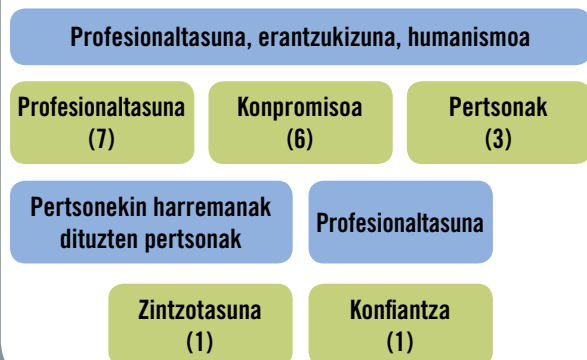 Profesionaltasuna, erantzukizuna, humanismoa
Profesionaltasuna
(7)
Konpromisoa
(6)
Pertsonak
(3)
Pertsonekin harremanak
dituzten pertsonak
Profesionaltasuna
Zintzotasuna
(1)
Konfiantza
(1)